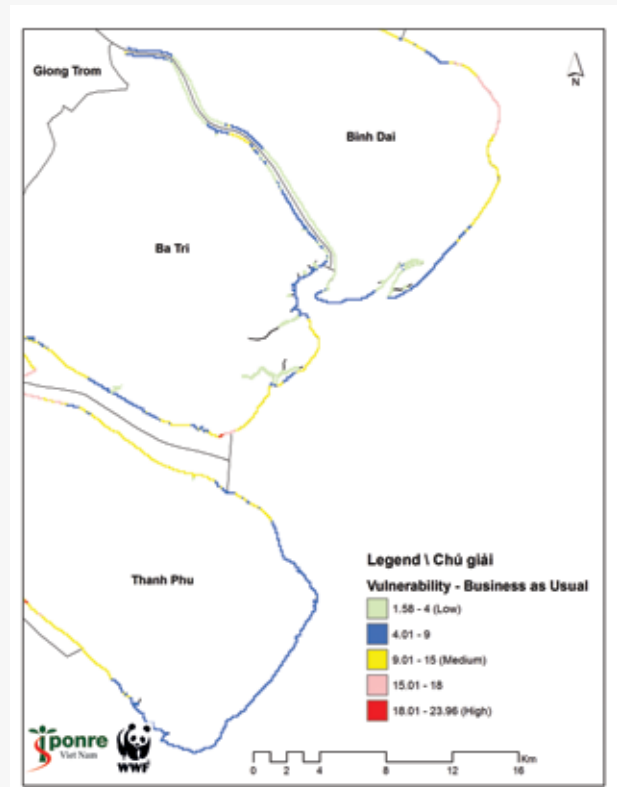 Giong Trom
N
Binh Dai
Ba Tri
Thanh Phu
Legend \ Chú giải
Vulnerability - Business as Usual
1.58 - 4 (Low)
4.01 - 9
9.01 - 15 (Medium)
15.01 - 18
18.01 - 23.96 (High)
iponre
Viet Nam
WWF
Km
0 2 4 8 12 16